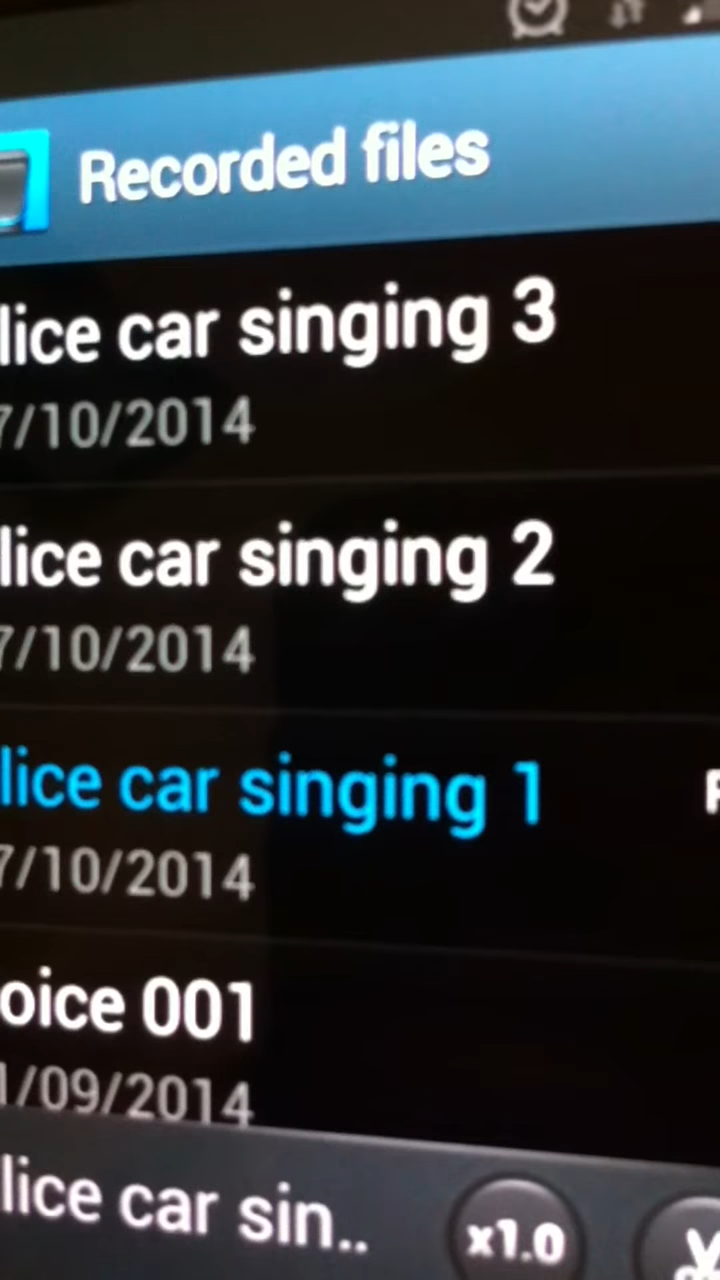 Recorded files
lice car singing 3
7/10/2014
lice car singing 2
7/10/2014
lice car singing 1
7/10/2014
oice 001
1/09/2014
lice car sin..
x1.0